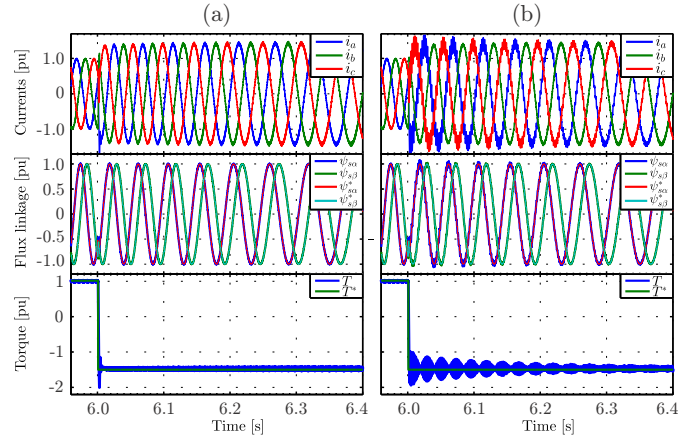 (a) (b)
Currents [pu]
1.0
0
-1.0
i_a
i_b
i_c
i_a
i_b
i_c
Flux linkage [pu]
1.0
0.5
0
-0.5
-1.0
ψ_sα
ψ_sβ
ψ*_sα
ψ*_sβ
ψ_sα
ψ_sβ
ψ*_sα
ψ*_sβ
Torque [pu]
1
0
-1
-2
T
T*
T
T*
6.0 6.1 6.2 6.3 6.4
6.0 6.1 6.2 6.3 6.4
Time [s] Time [s]